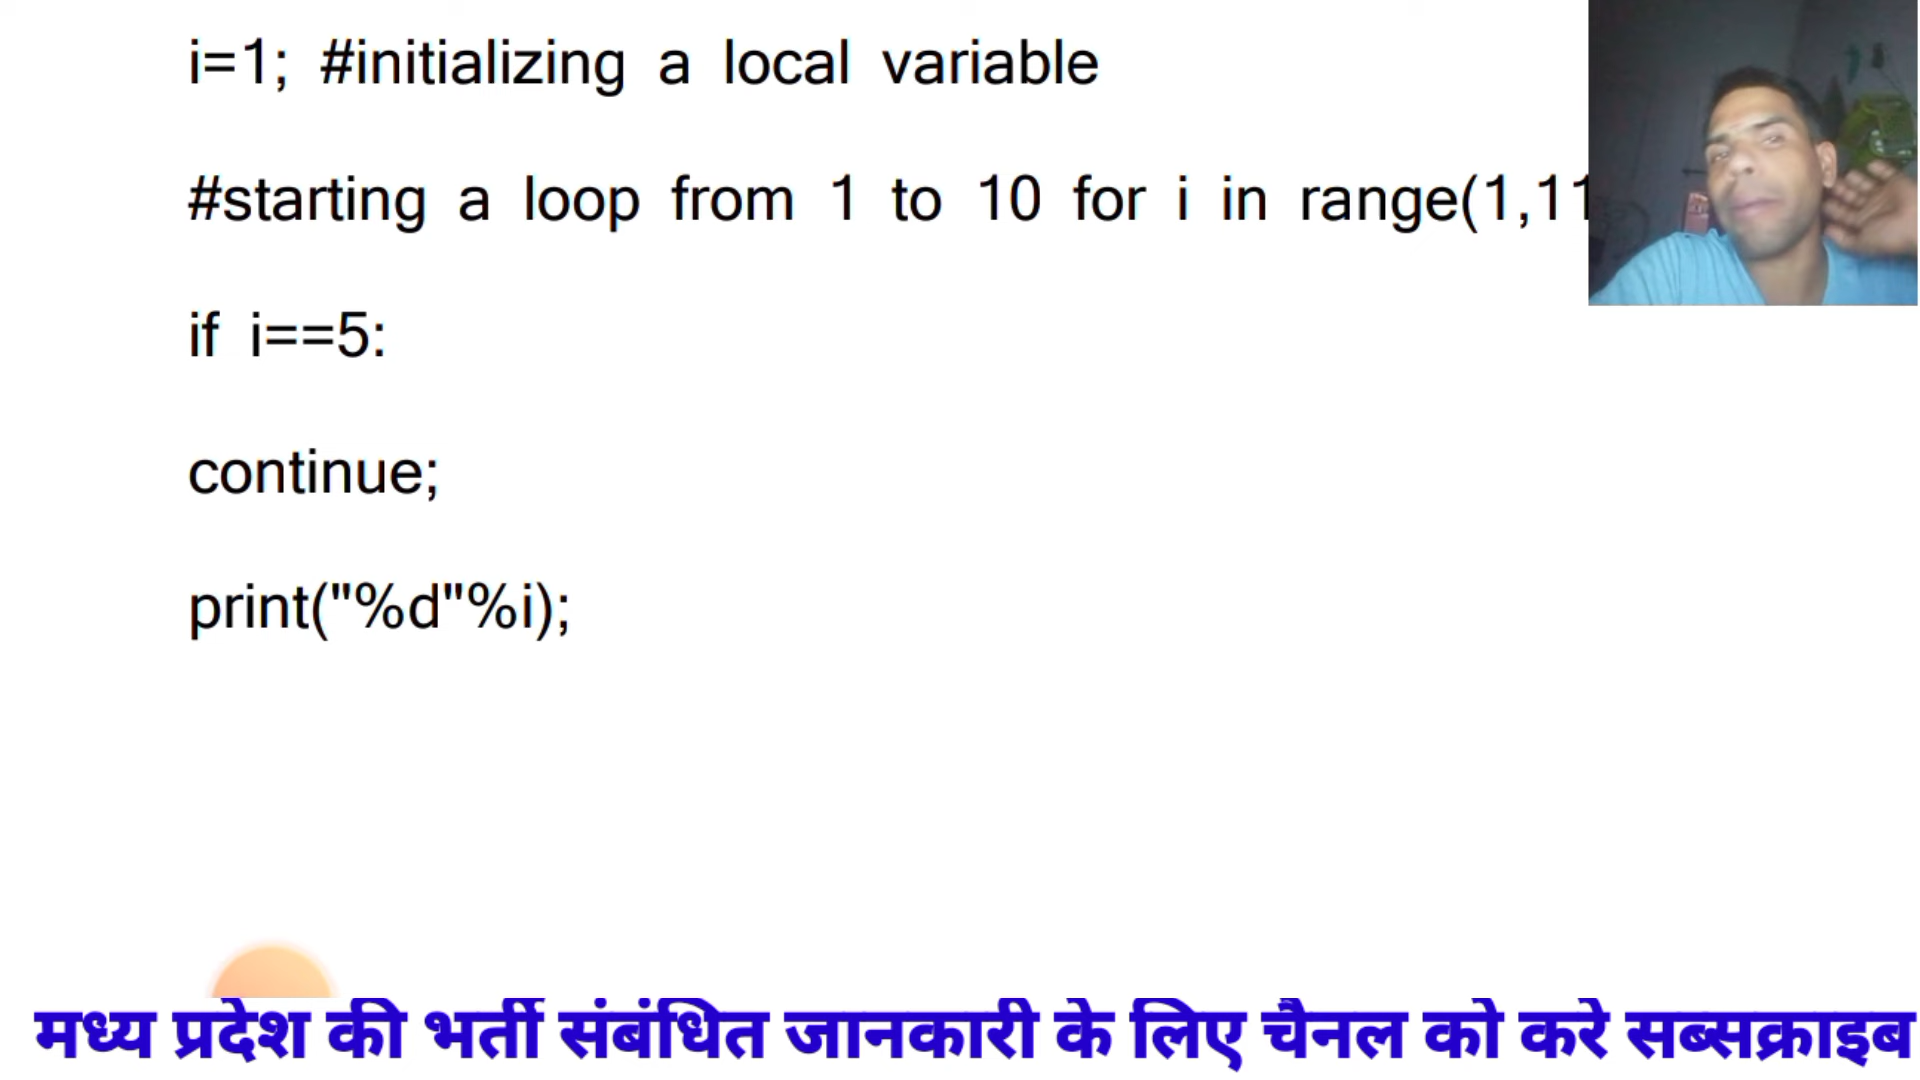 i=1; #initializing a local variable
#starting a loop from 1 to 10 for i in range(1,11
if i==5:
continue;
print("%d"%i);
मध्य प्रदेश की भर्ती संबंधित जानकारी के लिए चैनल को करे सब्सक्राइब